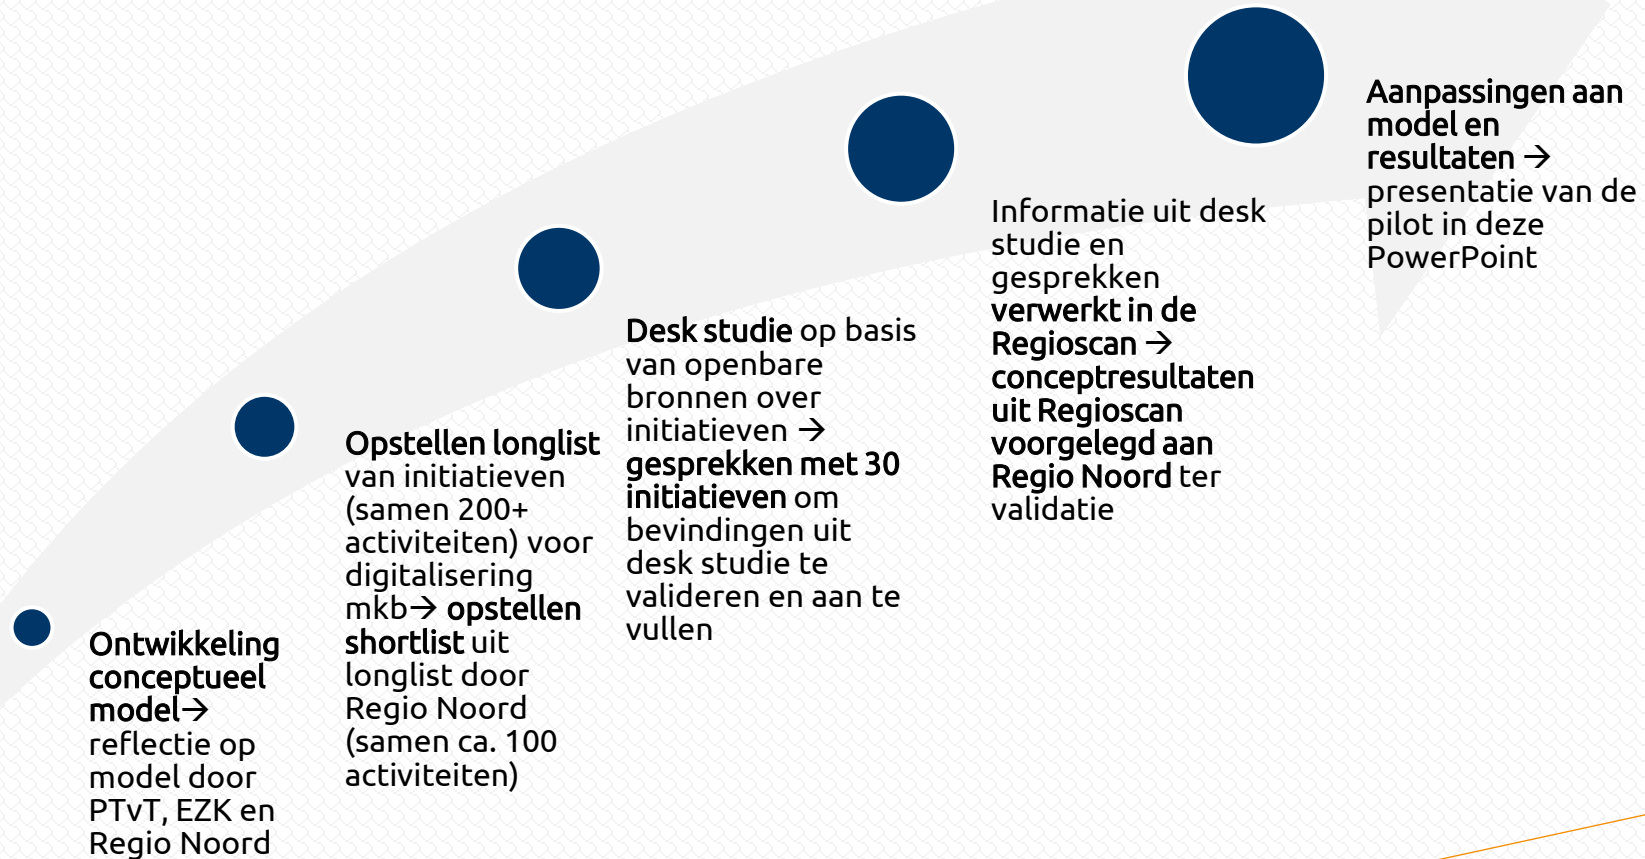 Ontwikkeling
conceptueel
model→
reflectie op
model door
PTvT, EZK en
Regio Noord
Opstellen longlist
van initiatieven
(samen 200+
activiteiten) voor
digitalisering
mkb→ opstellen
shortlist uit
longlist door
Regio Noord
(samen ca. 100
activiteiten)
Desk studie op basis
van openbare
bronnen over
initiatieven →
gesprekken met 30
initiatieven om
bevindingen uit
desk studie te
valideren en aan te
vullen
Informatie uit desk
studie en
gesprekken
verwerkt in de
Regioscan →
conceptresultaten
uit Regioscan
voorgelegd aan
Regio Noord ter
validatie
Aanpassingen aan
model en
resultaten →
presentatie van de
pilot in deze
PowerPoint